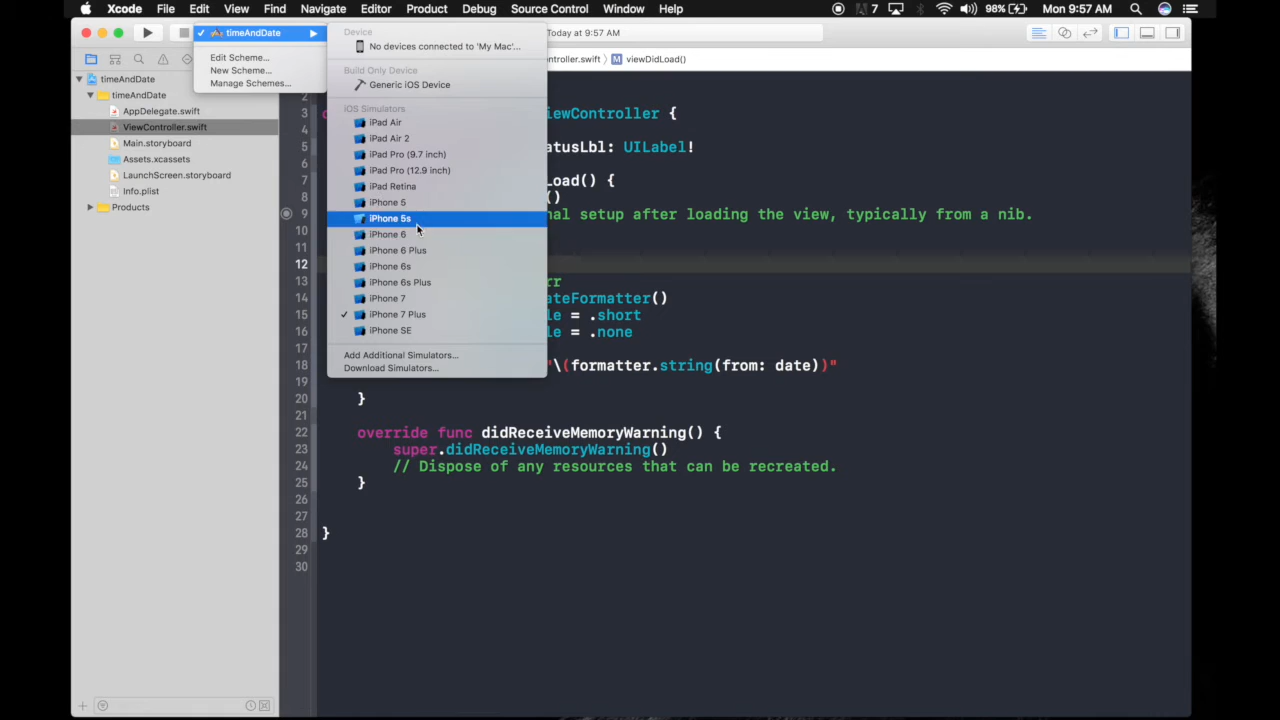 Xcode File Edit View Find Navigate Editor Product Debug Source Control Window Help 7 98% Mon 9:57 AM
timeAndDate
Today at 9:57 AM
Edit Scheme...
New Scheme...
Manage Schemes...
Device
No devices connected to 'My Mac'...
Build Only Device
Generic iOS Device
iOS Simulators
iPad Air
iPad Air 2
iPad Pro (9.7 inch)
iPad Pro (12.9 inch)
iPad Retina
iPhone 5
iPhone 5s
iPhone 6
iPhone 6 Plus
iPhone 6s
iPhone 6s Plus
iPhone 7
iPhone 7 Plus
iPhone SE
Add Additional Simulators...
Download Simulators...
timeAndDate
timeAndDate
AppDelegate.swift
ViewController.swift
Main.storyboard
Assets.xcassets
LaunchScreen.storyboard
Info.plist
Products
ntroller.swift M viewDidLoad()
2
3 ewController {
4
5 atusLbl: UILabel!
6
7 Load() {
8 ()
9 nal setup after loading the view, typically from a nib.
10
11
12
13 rr
14 ateFormatter()
15 le = .short
16 le = .none
17
18 "\(formatter.string(from: date))"
19
20 }
21
22 override func didReceiveMemoryWarning() {
23 super.didReceiveMemoryWarning()
24 // Dispose of any resources that can be recreated.
25 }
26
27
28 }
29
30